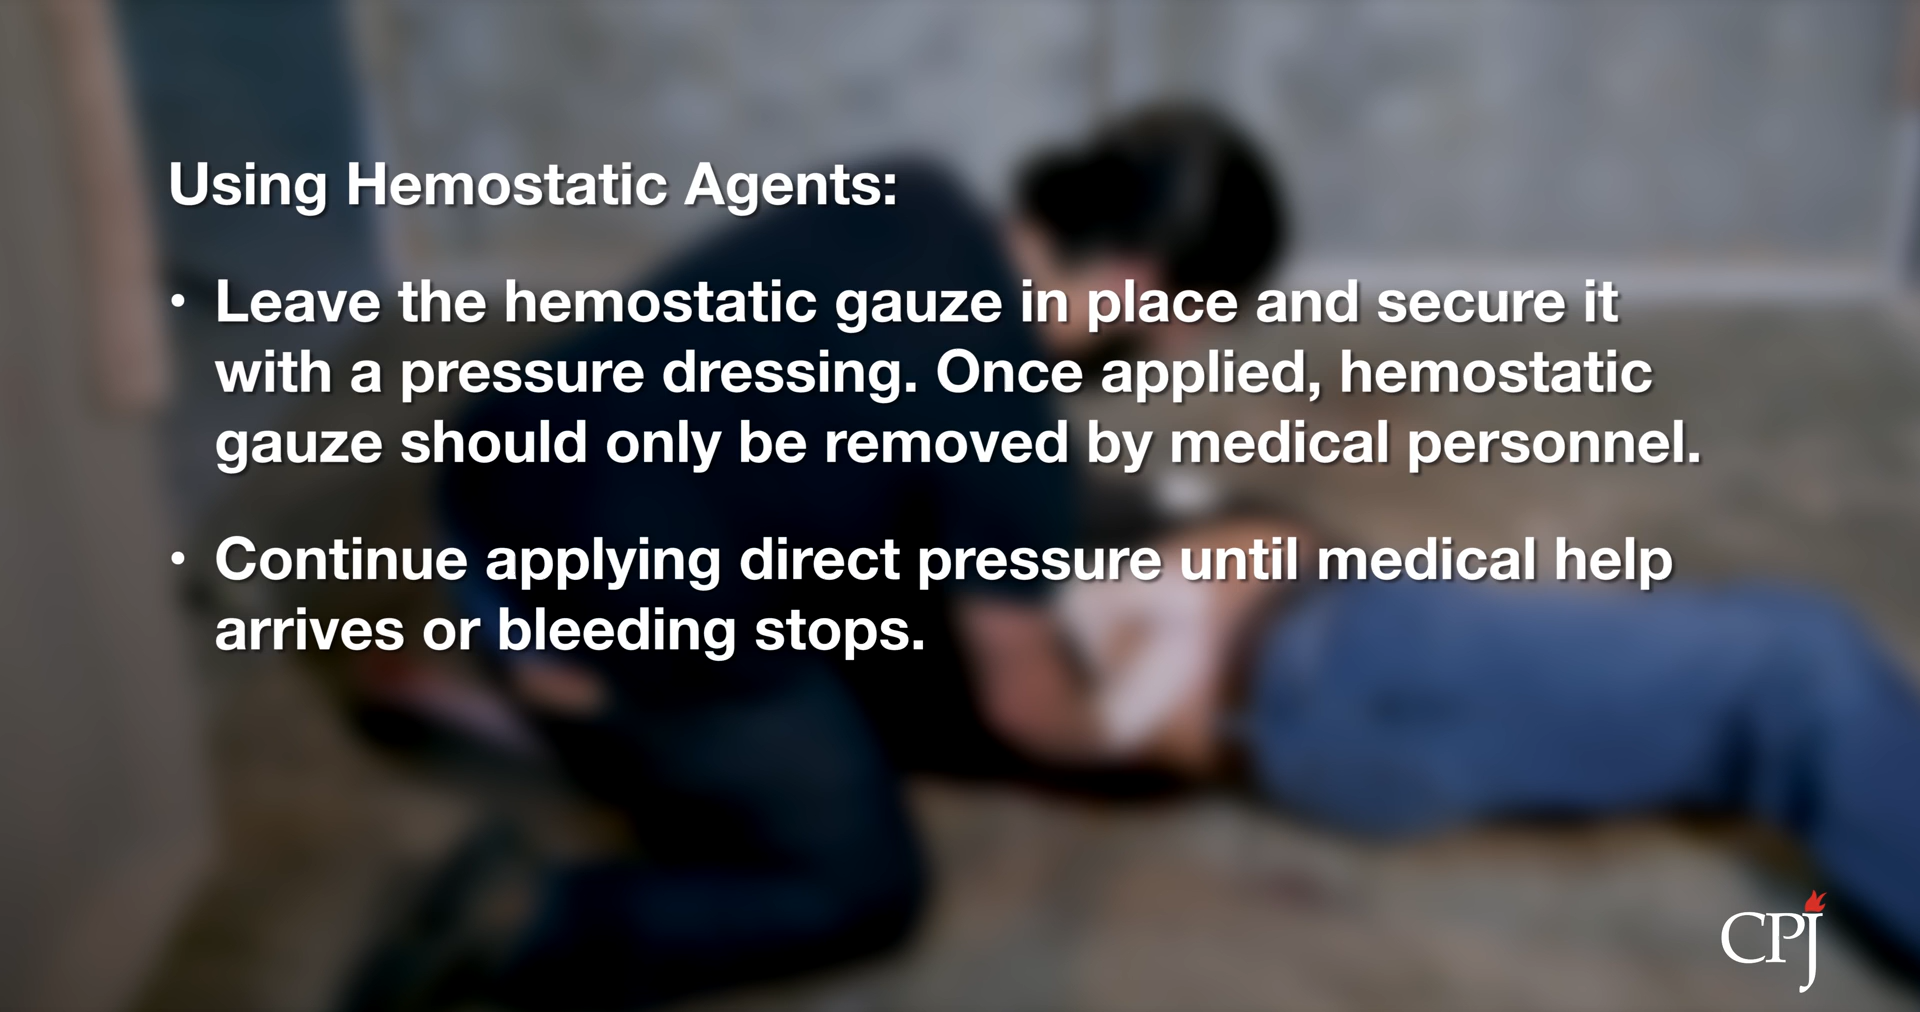 Using Hemostatic Agents:
• Leave the hemostatic gauze in place and secure it
with a pressure dressing. Once applied, hemostatic
gauze should only be removed by medical personnel.
• Continue applying direct pressure until medical help
arrives or bleeding stops.
CPJ